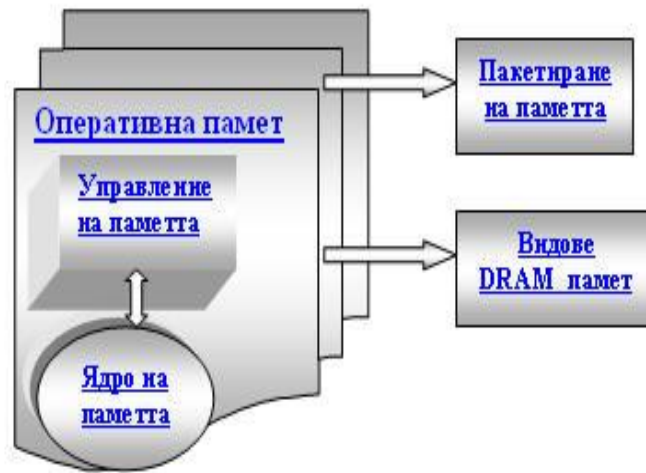 Оперативна памет
Управление
на паметта
Ядро на
паметта
Пакетиране
на паметта
Видове
DRAM памет